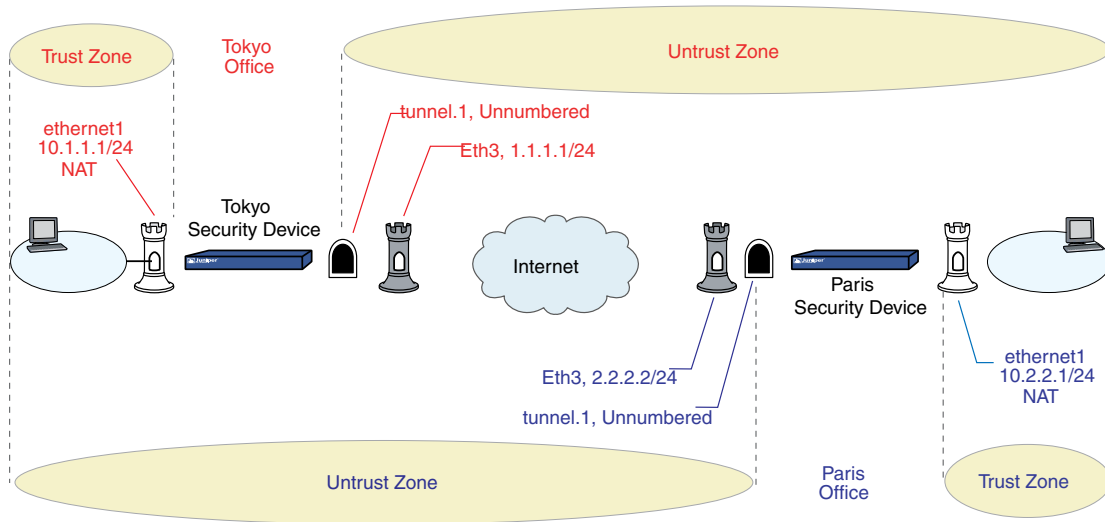 Trust Zone
Tokyo
Office
Untrust Zone
ethernet1
10.1.1.1/24
NAT
tunnel.1, Unnumbered
Eth3, 1.1.1.1/24
Tokyo
Security Device
Juniper
Internet
Juniper
Paris
Security Device
Eth3, 2.2.2.2/24
tunnel.1, Unnumbered
ethernet1
10.2.2.1/24
NAT
Untrust Zone
Paris
Office
Trust Zone